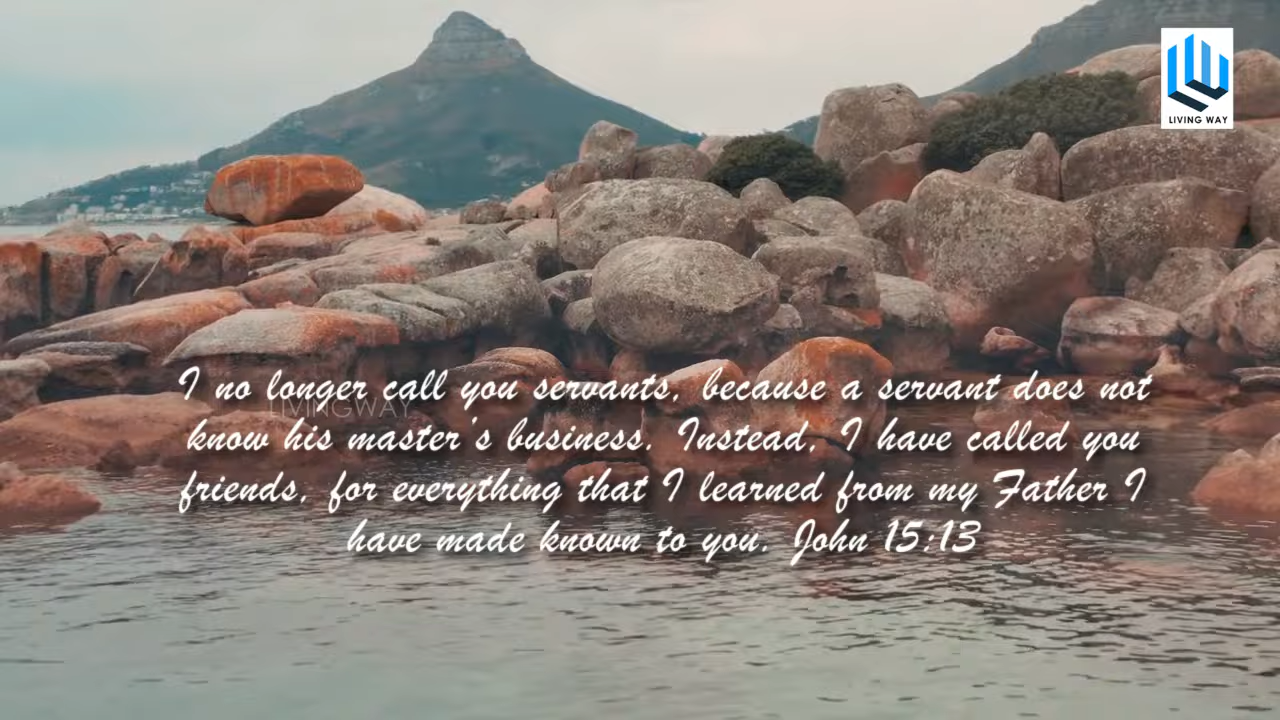 LIVING WAY
I no longer call you servants, because a servant does not
LIVINGWAY
know his master's business. Instead, I have called you
friends, for everything that I learned from my Father I
have made known to you. John 15:13